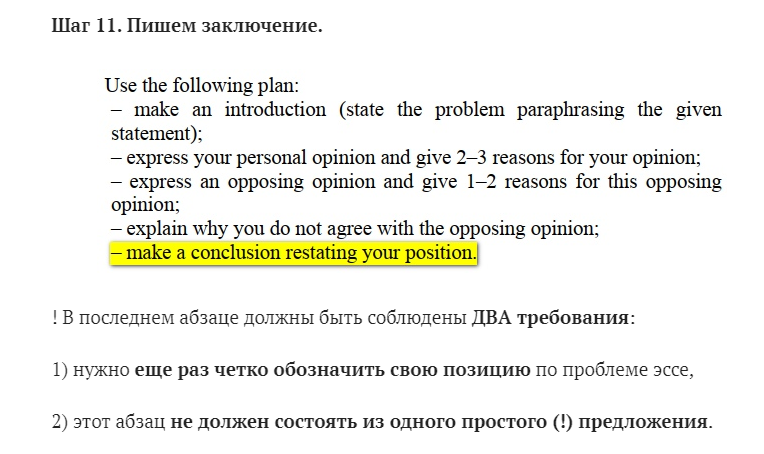 Шаг 11. Пишем заключение.
Use the following plan:
– make an introduction (state the problem paraphrasing the given
statement);
– express your personal opinion and give 2–3 reasons for your opinion;
– express an opposing opinion and give 1–2 reasons for this opposing
opinion;
– explain why you do not agree with the opposing opinion;
– make a conclusion restating your position.
! В последнем абзаце должны быть соблюдены ДВА требования:
1) нужно еще раз четко обозначить свою позицию по проблеме эссе,
2) этот абзац не должен состоять из одного простого (!) предложения.